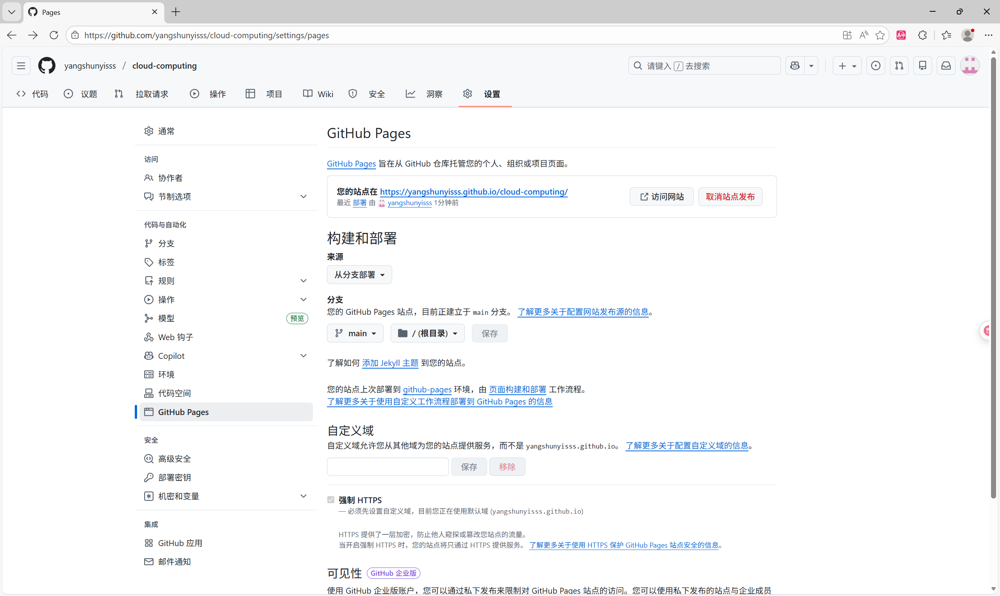 Pages
https://github.com/yangshunyisss/cloud-computing/settings/pages
yangshunyisss / cloud-computing
请键入 / 去搜索
代码 议题 拉取请求 操作 项目 Wiki 安全 洞察 设置
通常
访问
协作者
节制选项
代码与自动化
分支
标签
规则
操作
模型 预览
Web 钩子
Copilot
环境
代码空间
GitHub Pages
安全
高级安全
部署密钥
机密和变量
集成
GitHub 应用
邮件通知
GitHub Pages
GitHub Pages 旨在从 GitHub 仓库托管您的个人、组织或项目页面。
您的站点在 https://yangshunyisss.github.io/cloud-computing/
最近 部署 由 yangshunyisss 1分钟前
访问网站 取消站点发布
构建和部署
来源
从分支部署
分支
您的 GitHub Pages 站点，目前正建立于 main 分支。 了解更多关于配置网站发布源的信息。
main / (根目录) 保存
了解如何 添加 Jekyll 主题 到您的站点。
您的站点上次部署到 github-pages 环境，由 页面构建和部署 工作流程。
了解更多关于使用自定义工作流程部署到 GitHub Pages 的信息
自定义域
自定义域允许您从其他域为您的站点提供服务，而不是 yangshunyisss.github.io。 了解更多关于配置自定义域的信息。
保存 移除
强制 HTTPS
— 必须先设置自定义域，目前您正在使用默认域 (yangshunyisss.github.io)
HTTPS 提供了一层加密，防止他人窥探或篡改您站点的流量。
当开启强制 HTTPS 时，您的站点将只通过 HTTPS 提供服务。 了解更多关于使用 HTTPS 保护 GitHub Pages 站点安全的信息。
可见性 GitHub 企业版
使用 GitHub 企业版账户，您可以通过私下发布来限制对 GitHub Pages 站点的访问。您可以使用私下发布的站点与企业成员